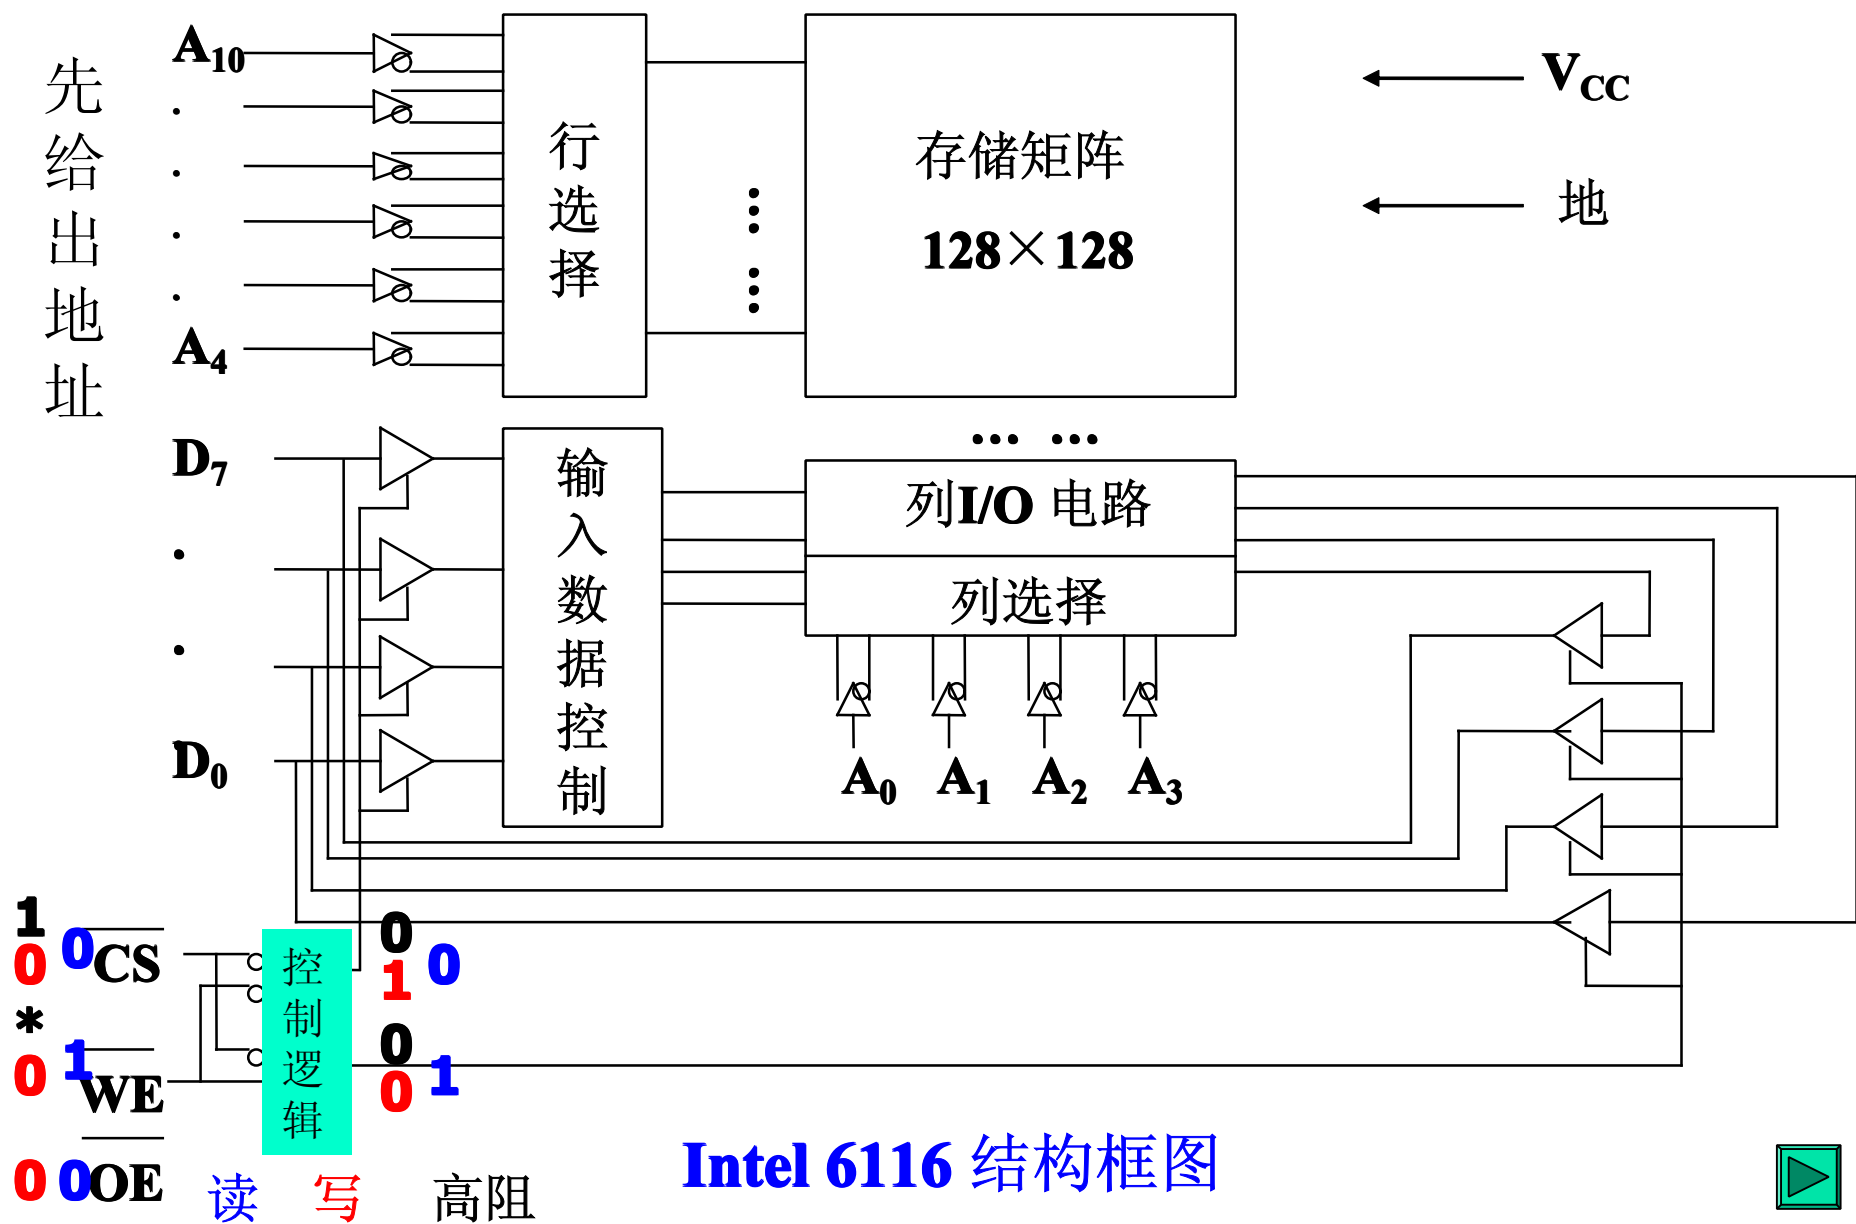 先给出地址
A10
.
.
.
.
A4
行选择
存储矩阵
128×128
VCC
地
D7
.
.
.
D0
输入数据控制
列I/O 电路
列选择
A0 A1 A2 A3
1
0 0 CS
*
0 1 WE
0 0 OE
控制逻辑
0
1 0
0
0 1
读 写 高阻
Intel 6116 结构框图